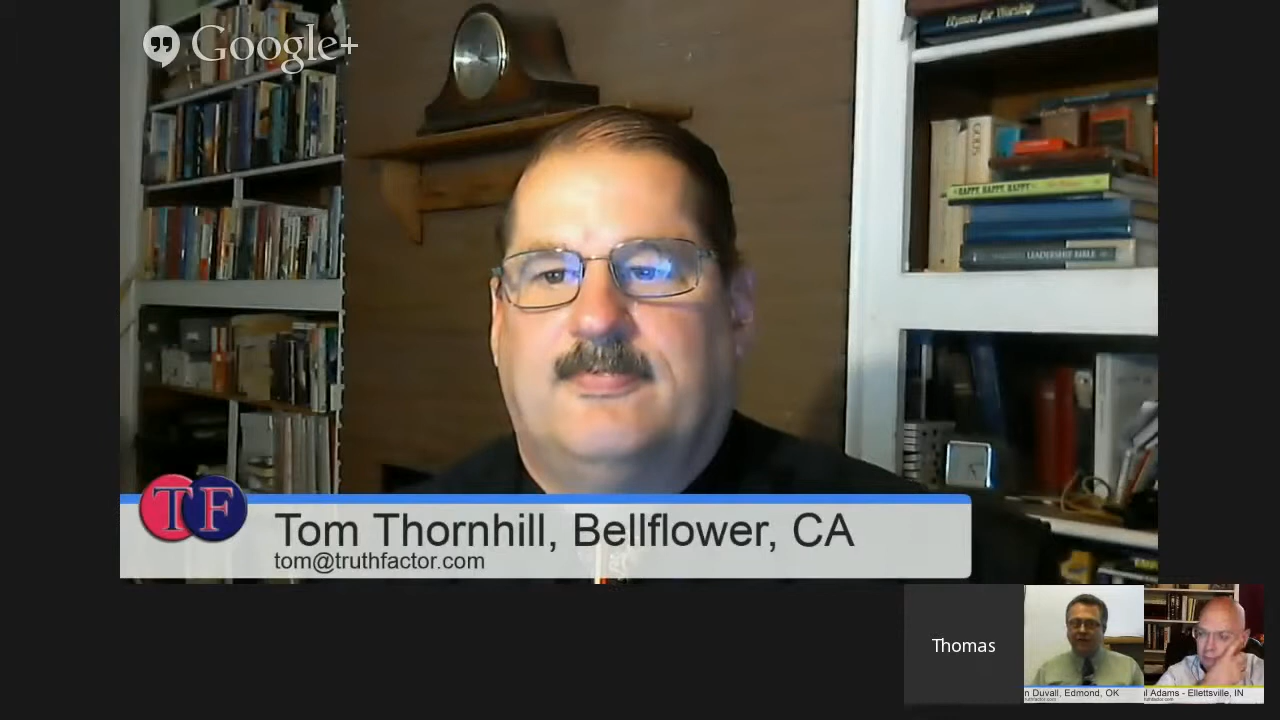 Google+
Hymns for Worship
GODS
HAPPY, HAPPY, HAPPY
LEADERSHIP BIBLE
TF
Tom Thornhill, Bellflower, CA
tom@truthfactor.com
Thomas
n Duvall, Edmond, OK
l Adams - Ellettsville, IN